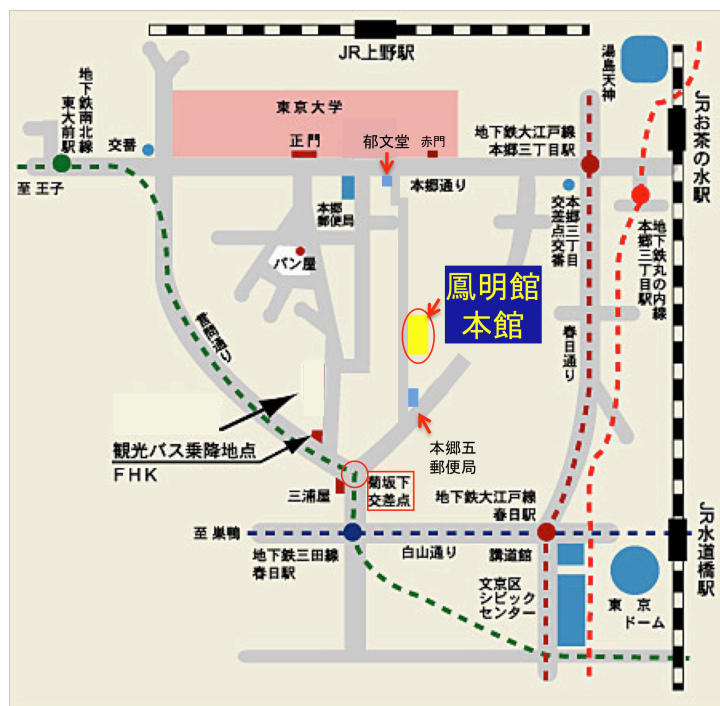 JR上野駅
湯島天神
JRお茶の水駅
地下鉄南北線
東大前駅
交番
東京大学
正門
郁文堂
赤門
地下鉄大江戸線
本郷三丁目駅
至 王子
本郷
郵便局
本郷通り
本郷三丁目
交差点交番
地下鉄丸の内線
本郷三丁目駅
パン屋
鳳明館
本館
言問通り
春日通り
観光バス乗降地点
FHK
本郷五
郵便局
三浦屋
菊坂下
交差点
地下鉄大江戸線
春日駅
JR水道橋駅
至 巣鴨
地下鉄三田線
春日駅
白山通り
講道館
文京区
シビック
センター
東 京
ドーム